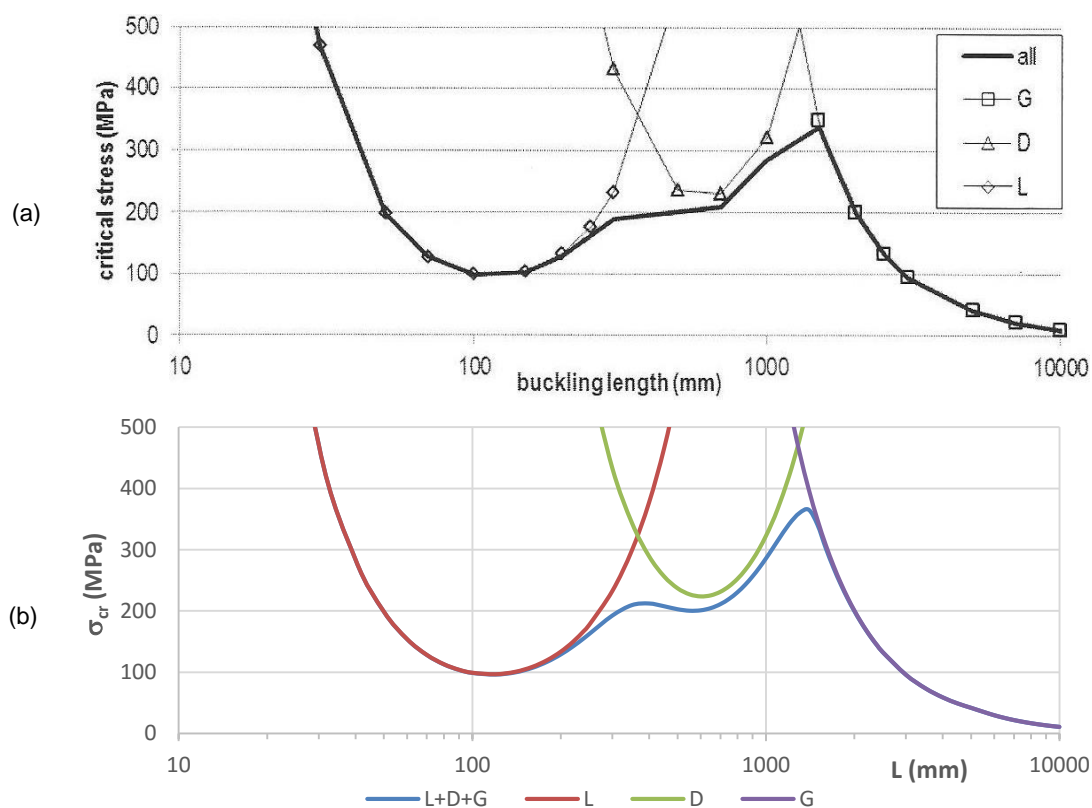 (a)
critical stress (MPa)
500
400
300
200
100
0
10
100
1000
10000
buckling length (mm)
all
G
D
L
(b)
σcr (MPa)
500
400
300
200
100
0
10
100
1000
L (mm)
10000
L+D+G
L
D
G